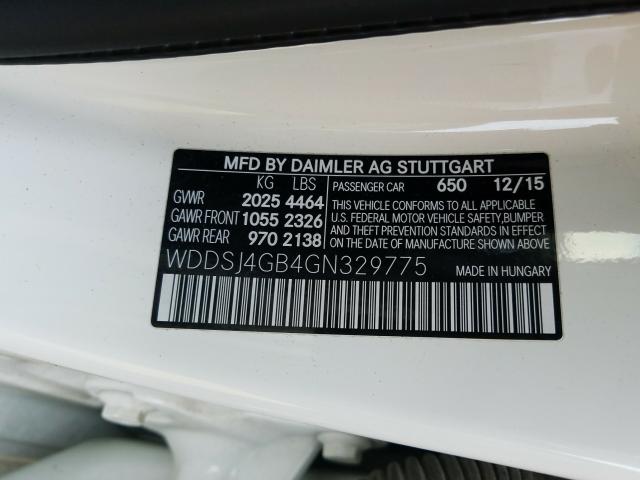 MFD BY DAIMLER AG STUTTGART
KG LBS
GVWR 2025 4464
GAWR FRONT 1055 2326
GAWR REAR 970 2138
PASSENGER CAR 650 12/15
THIS VEHICLE CONFORMS TO ALL APPLICABLE
U.S. FEDERAL MOTOR VEHICLE SAFETY,BUMPER
AND THEFT PREVENTION STANDARDS IN EFFECT
ON THE DATE OF MANUFACTURE SHOWN ABOVE.
WDDSJ4GB4GN329775
MADE IN HUNGARY